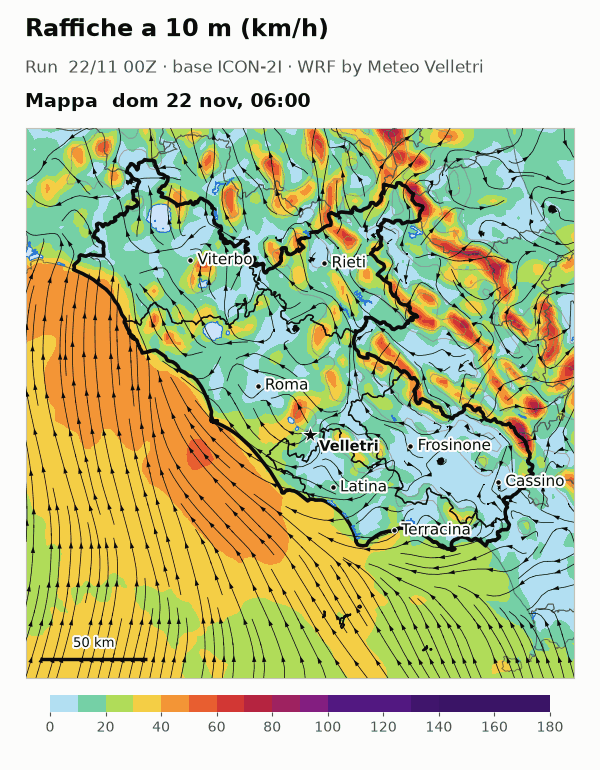 Raffiche a 10 m (km/h)
Run 22/11 00Z · base ICON-2I · WRF by Meteo Velletri
Mappa dom 22 nov, 06:00
Viterbo
Rieti
Roma
Velletri
Frosinone
Latina
Cassino
Terracina
50 km
0 20 40 60 80 100 120 140 160 180